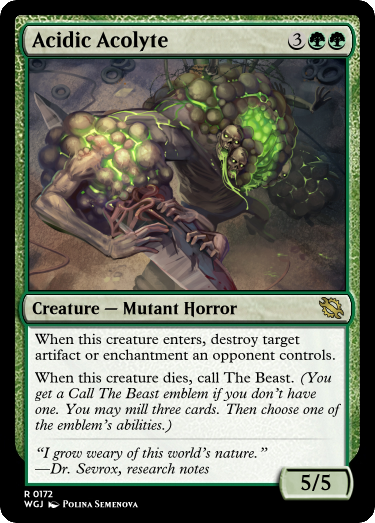 Acidic Acolyte 3
Creature — Mutant Horror
When this creature enters, destroy target
artifact or enchantment an opponent controls.
When this creature dies, call The Beast. (You
get a Call The Beast emblem if you don't have
one. You may mill three cards. Then choose one of
the emblem's abilities.)
“I grow weary of this world's nature.”
—Dr. Sevrox, research notes
5/5
R 0172
WGJ Polina Semenova